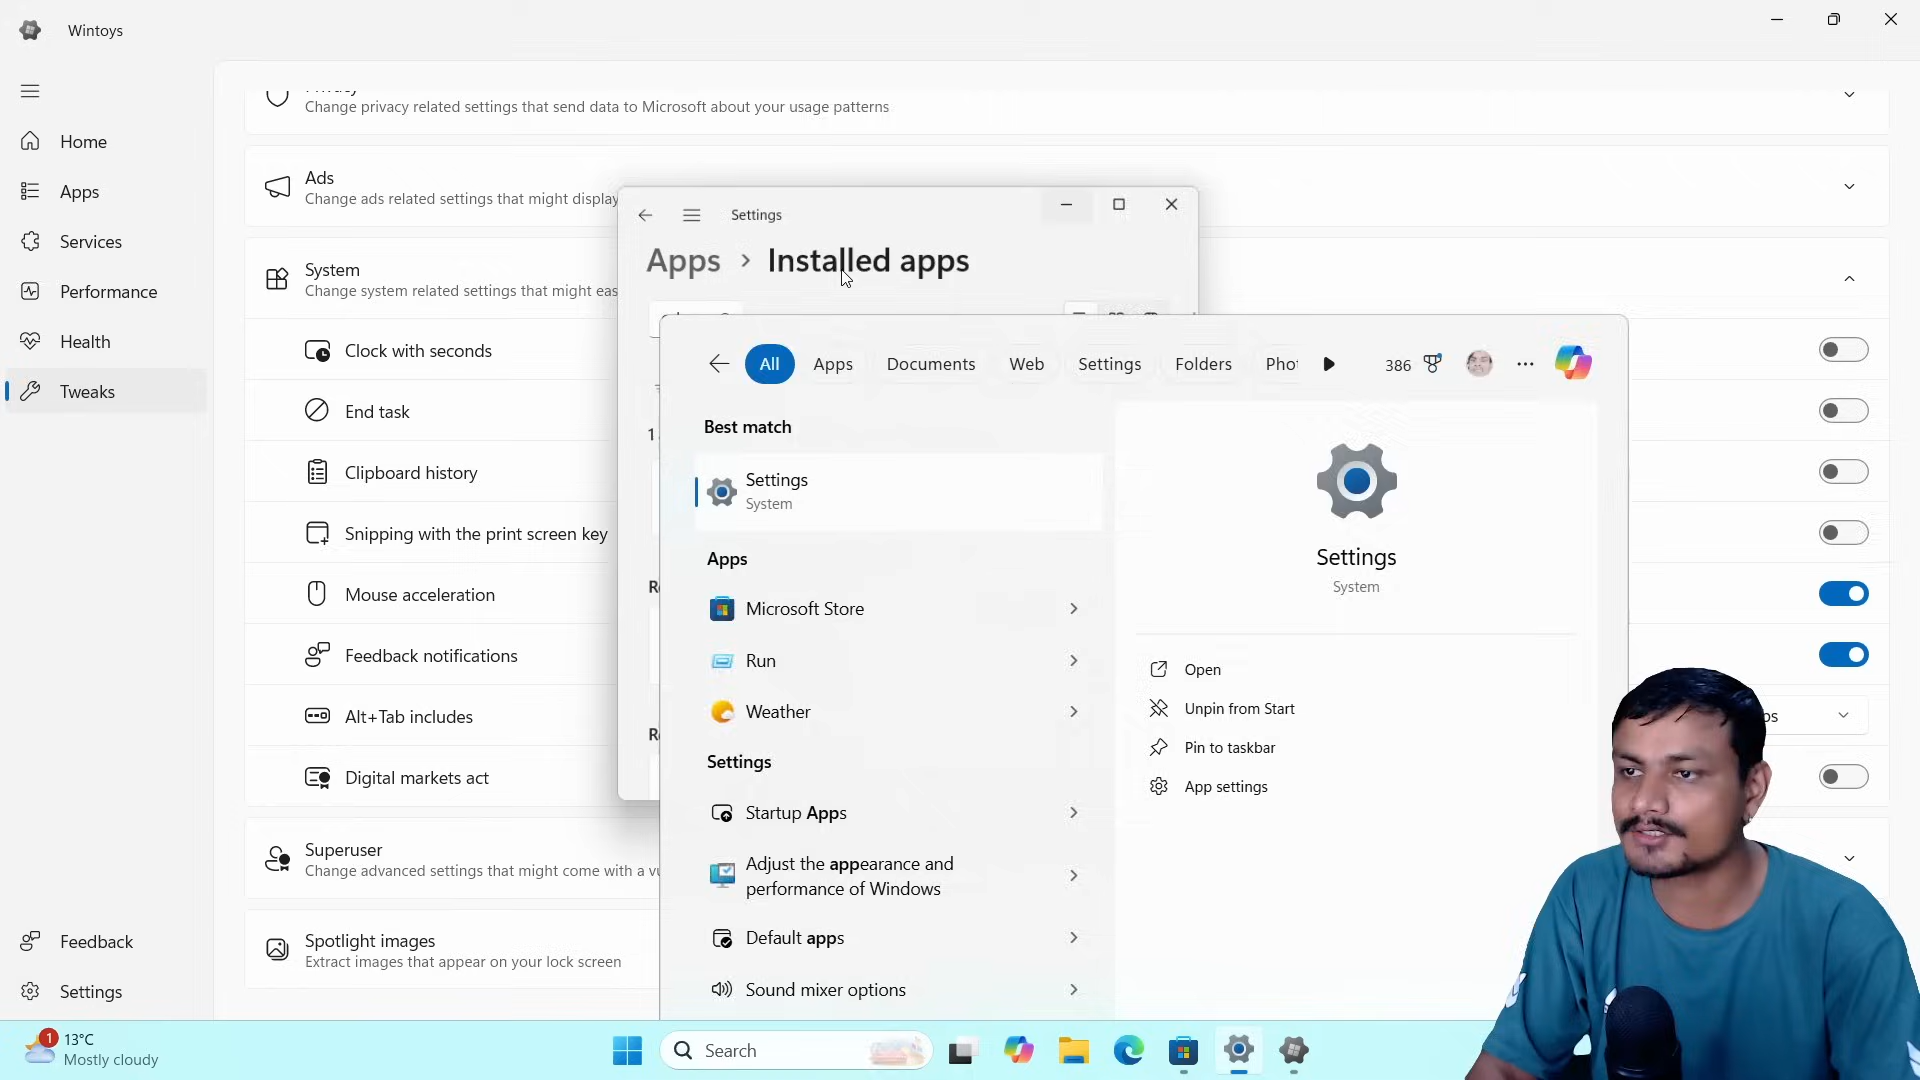 Wintoys
Home
Apps
Services
Performance
Health
Tweaks
Feedback
Settings
Change privacy related settings that send data to Microsoft about your usage patterns
Ads
Change ads related settings that might display
System
Change system related settings that might eas
Clock with seconds
End task
Clipboard history
Snipping with the print screen key
Mouse acceleration
Feedback notifications
Alt+Tab includes
Digital markets act
Superuser
Change advanced settings that might come with a vu
Spotlight images
Extract images that appear on your lock screen
Settings
Apps > Installed apps
All
Apps
Documents
Web
Settings
Folders
Phot
386
Best match
Settings
System
Apps
Microsoft Store
Run
Weather
Settings
Startup Apps
Adjust the appearance and
performance of Windows
Default apps
Sound mixer options
Settings
System
Open
Unpin from Start
Pin to taskbar
App settings
1
13°C
Mostly cloudy
Search